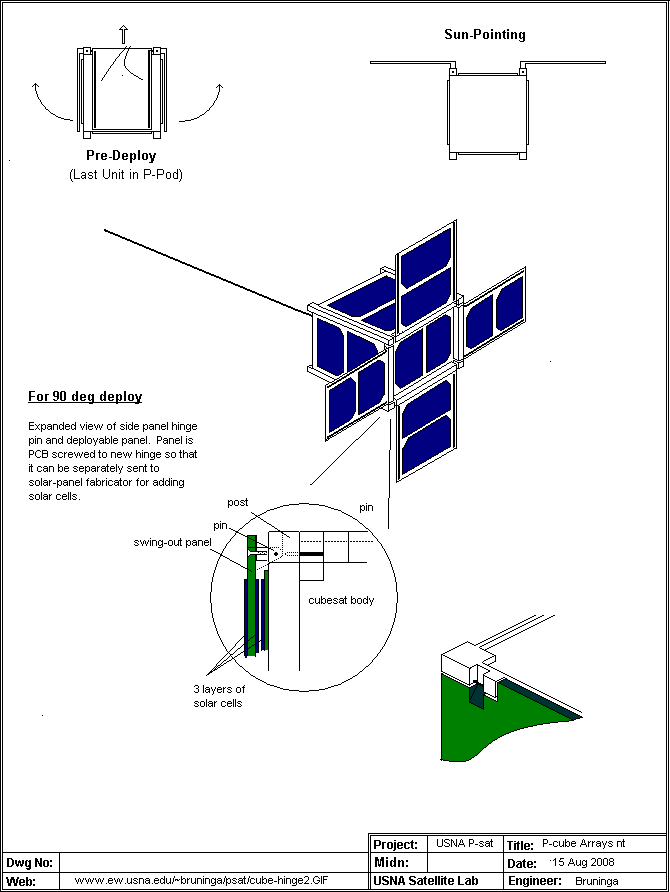 Sun-Pointing
Pre-Deploy
(Last Unit in P-Pod)
For 90 deg deploy
Expanded view of side panel hinge
pin and deployable panel. Panel is
PCB screwed to new hinge so that
it can be separately sent to
solar-panel fabricator for adding
solar cells.
post
pin
pin
swing-out panel
cubesat body
3 layers of
solar cells
Project: USNA P-sat Title: P-cube Arrays nt
Dwg No: Midn: Date: 15 Aug 2008
Web: www.ew.usna.edu/~bruninga/psat/cube-hinge2.GIF USNA Satellite Lab Engineer: Bruninga